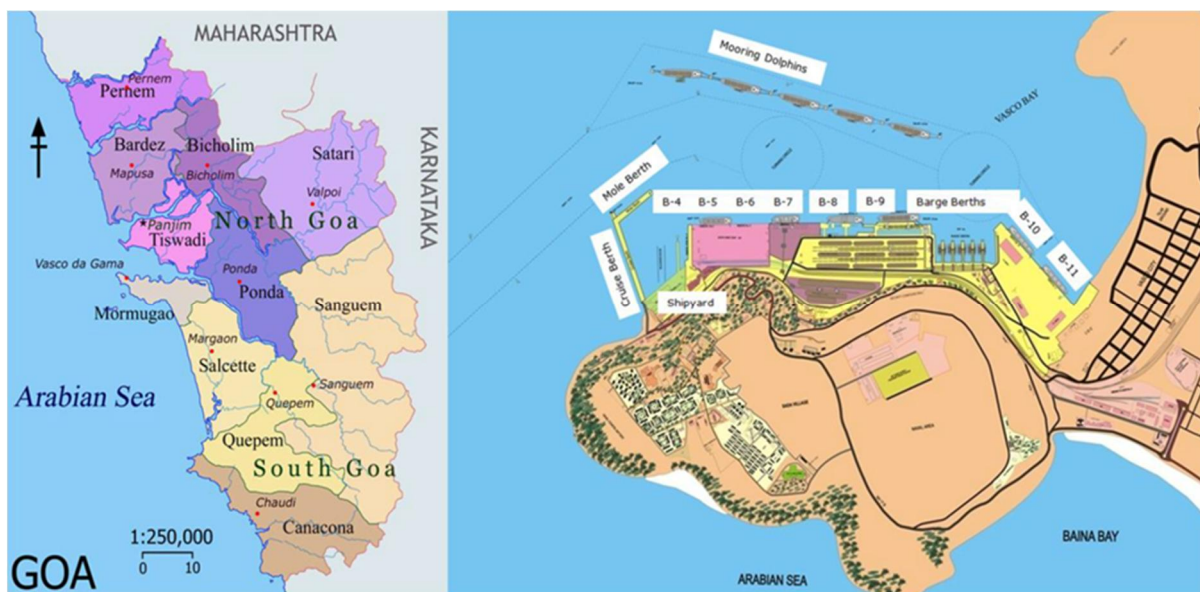 MAHARASHTRA
Pernem
Pernem
Bardez
Bicholim
Satari
KARNATAKA
Mapusa
Bicholim
Valpoi
North Goa
Panjim
Tiswadi
Vasco da Gama
Ponda
Ponda
Sanguem
Mormugao
Margaon
Salcette
Arabian Sea
Sanguem
Quepem
Quepem
South Goa
Chaudi
Canacona
1:250,000
0 10
GOA
Mooring Dolphins
VASCO BAY
Mole Berth
B-4 B-5 B-6 B-7 B-8 B-9 Barge Berths
B-10
B-11
Cruise Berth
Shipyard
BAINA BAY
ARABIAN SEA